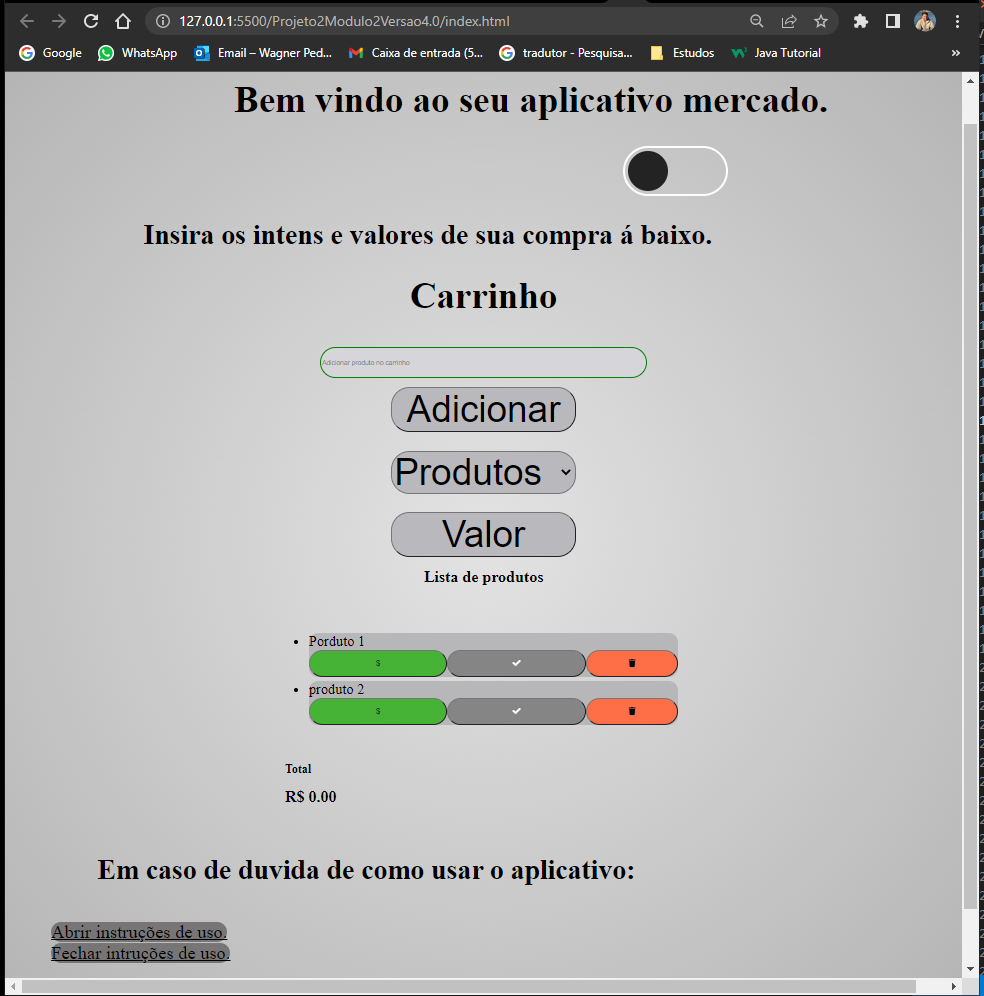 127.0.0.1:5500/Projeto2Modulo2Versao4.0/index.html
Google WhatsApp Email – Wagner Ped... Caixa de entrada (5... tradutor - Pesquisa... Estudos Java Tutorial »
Bem vindo ao seu aplicativo mercado.
Insira os intens e valores de sua compra á baixo.
Carrinho
Adicionar produto no carrinho
Adicionar
Produtos
Valor
Lista de produtos
Porduto 1
$
produto 2
$
Total
R$ 0.00
Em caso de duvida de como usar o aplicativo:
Abrir instruções de uso.
Fechar intruções de uso.